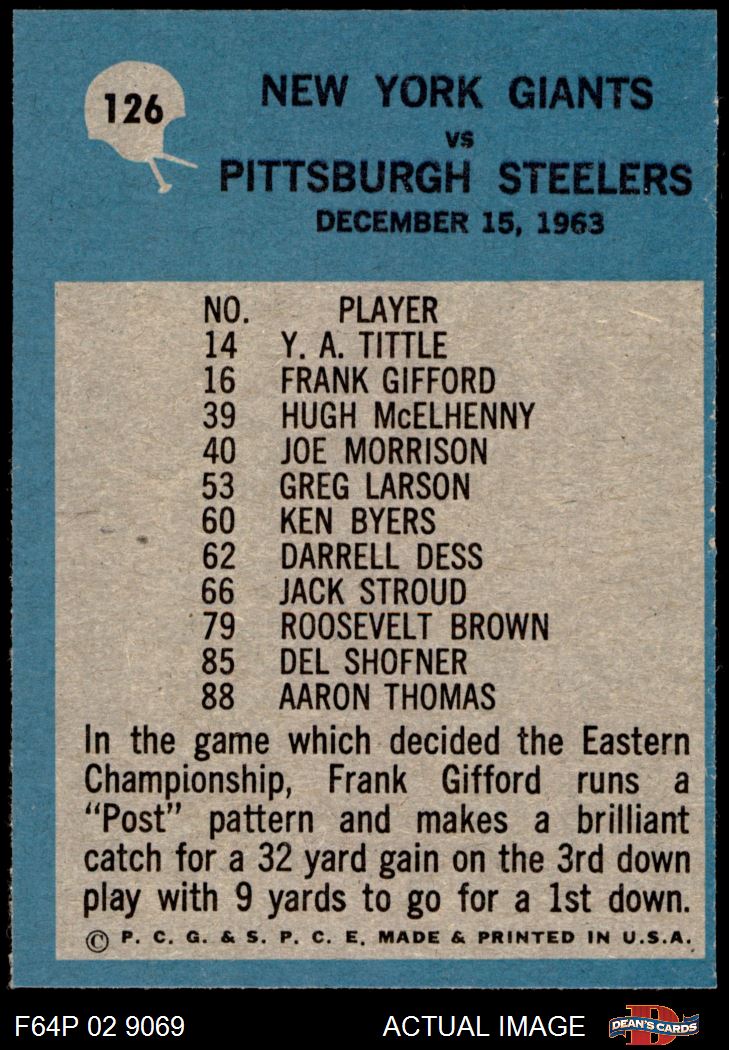 126
NEW YORK GIANTS
VS
PITTSBURGH STEELERS
DECEMBER 15, 1963
NO. PLAYER
14 Y. A. TITTLE
16 FRANK GIFFORD
39 HUGH McELHENNY
40 JOE MORRISON
53 GREG LARSON
60 KEN BYERS
62 DARRELL DESS
66 JACK STROUD
79 ROOSEVELT BROWN
85 DEL SHOFNER
88 AARON THOMAS
In the game which decided the Eastern
Championship, Frank Gifford runs a
“Post” pattern and makes a brilliant
catch for a 32 yard gain on the 3rd down
play with 9 yards to go for a 1st down.
© P. C. G. & S. P. C. E. MADE & PRINTED IN U.S.A.
F64P 02 9069 ACTUAL IMAGE D DEAN'S CARDS